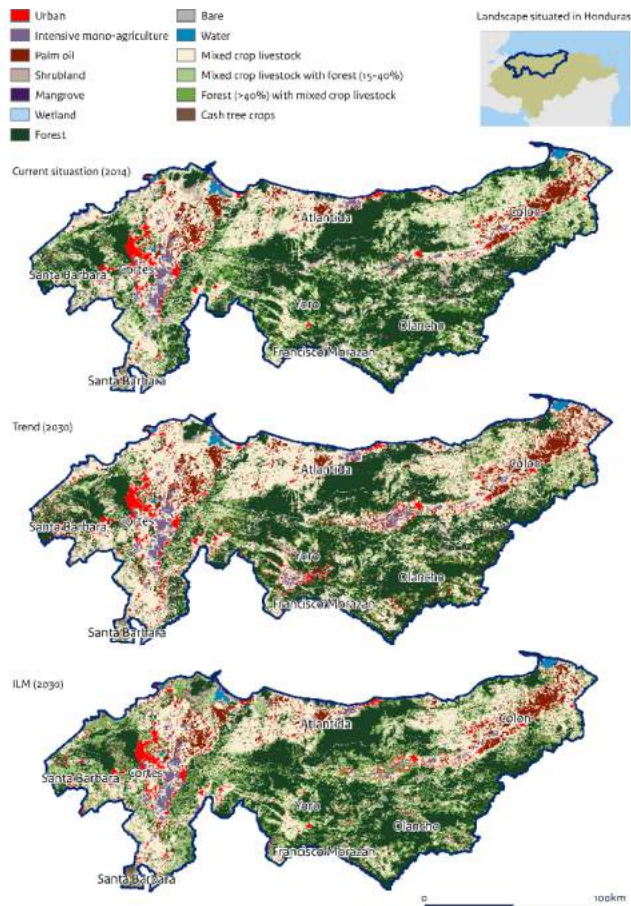 Urban
Intensive mono-agriculture
Palm oil
Shrubland
Mangrove
Wetland
Forest
Bare
Water
Mixed crop livestock
Mixed crop livestock with forest (15-40%)
Forest (>40%) with mixed crop livestock
Cash tree crops
Landscape situated in Honduras
Current situastion (2014)
Atlantida
Colon
Santa Barbara
Cortes
Yoro
Olancho
Francisco Morazan
Santa Barbara
Trend (2030)
Atlantida
Colon
Santa Barbara
Cortes
Yoro
Olancho
Francisco Morazan
Santa Barbara
ILM (2030)
Atlantida
Colon
Santa Barbara
Cortes
Yoro
Olancho
Francisco Morazan
Santa Barbara
0 100km